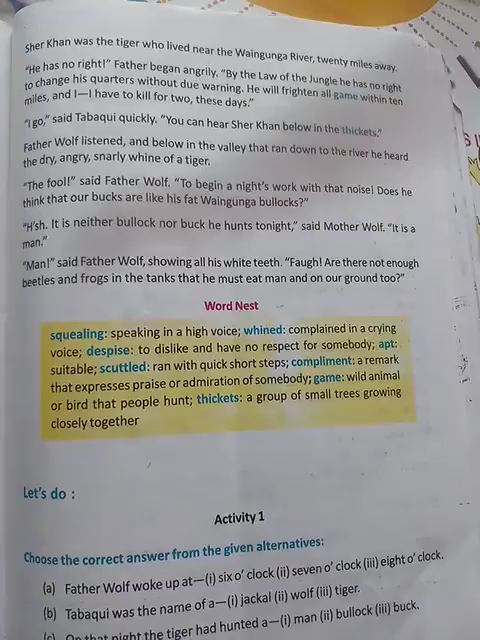 Sher Khan was the tiger who lived near the Waingunga River, twenty miles away.
"He has no right!" Father began angrily. "By the Law of the Jungle he has no right
to change his quarters without due warning. He will frighten all game within ten
miles, and I—I have to kill for two, these days."
"I go," said Tabaqui quickly. "You can hear Sher Khan below in the thickets."
Father Wolf listened, and below in the valley that ran down to the river he heard
the dry, angry, snarly whine of a tiger.
"The fool!" said Father Wolf. "To begin a night's work with that noise! Does he
think that our bucks are like his fat Waingunga bullocks?"
"H'sh. It is neither bullock nor buck he hunts tonight," said Mother Wolf. "It is a
man."
"Man!" said Father Wolf, showing all his white teeth. "Faugh! Are there not enough
beetles and frogs in the tanks that he must eat man and on our ground too?"
Word Nest
squealing: speaking in a high voice; whined: complained in a crying
voice; despise: to dislike and have no respect for somebody; apt:
suitable; scuttled: ran with quick short steps; compliment: a remark
that expresses praise or admiration of somebody; game: wild animal
or bird that people hunt; thickets: a group of small trees growing
closely together
Let's do :
Activity 1
Choose the correct answer from the given alternatives:
(a) Father Wolf woke up at—(i) six o' clock (ii) seven o' clock (iii) eight o' clock.
(b) Tabaqui was the name of a—(i) jackal (ii) wolf (iii) tiger.
(c) On that night the tiger had hunted a—(i) man (ii) bullock (iii) buck.